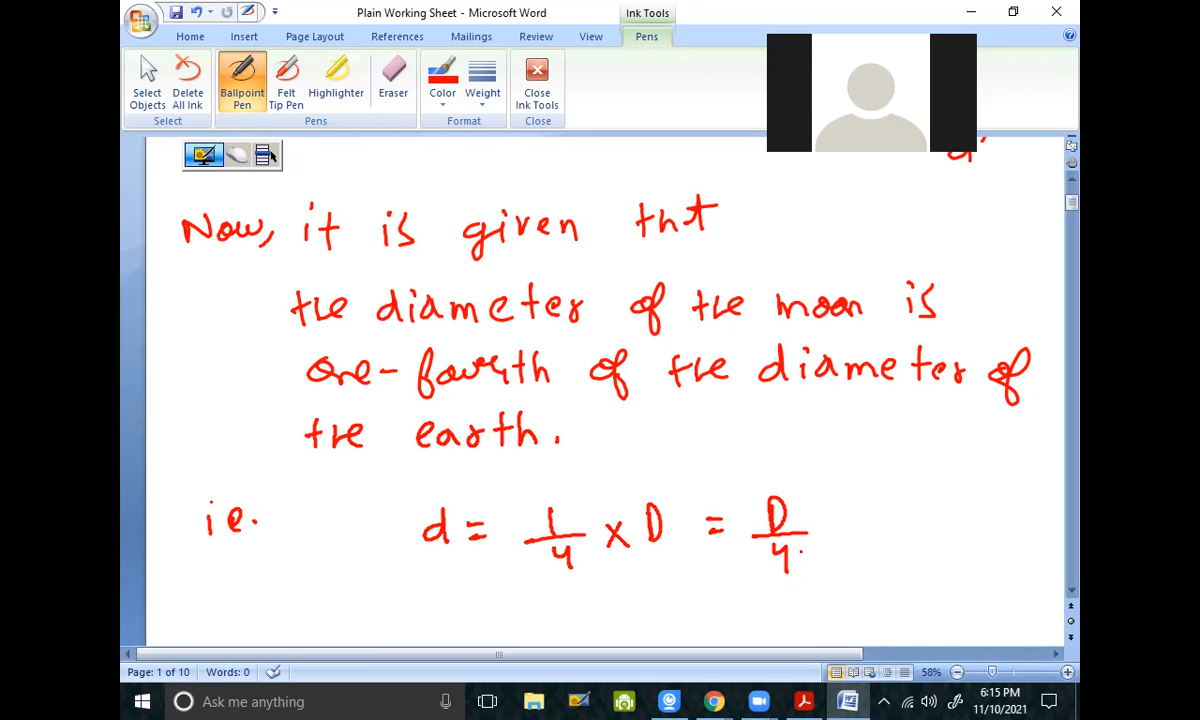 Plain Working Sheet - Microsoft Word
Ink Tools
Home Insert Page Layout References Mailings Review View Pens
Select Objects
Delete All Ink
Ballpoint Pen
Felt Tip Pen
Highlighter
Eraser
Color
Weight
Close Ink Tools
Select Pens Format Close
Now, it is given tht
the diameter of the moon is
one-fourth of the diameter of
the earth.
ie. d = 1/4 x D = D/4.
Page: 1 of 10 Words: 0 58%
Ask me anything
6:15 PM
11/10/2021